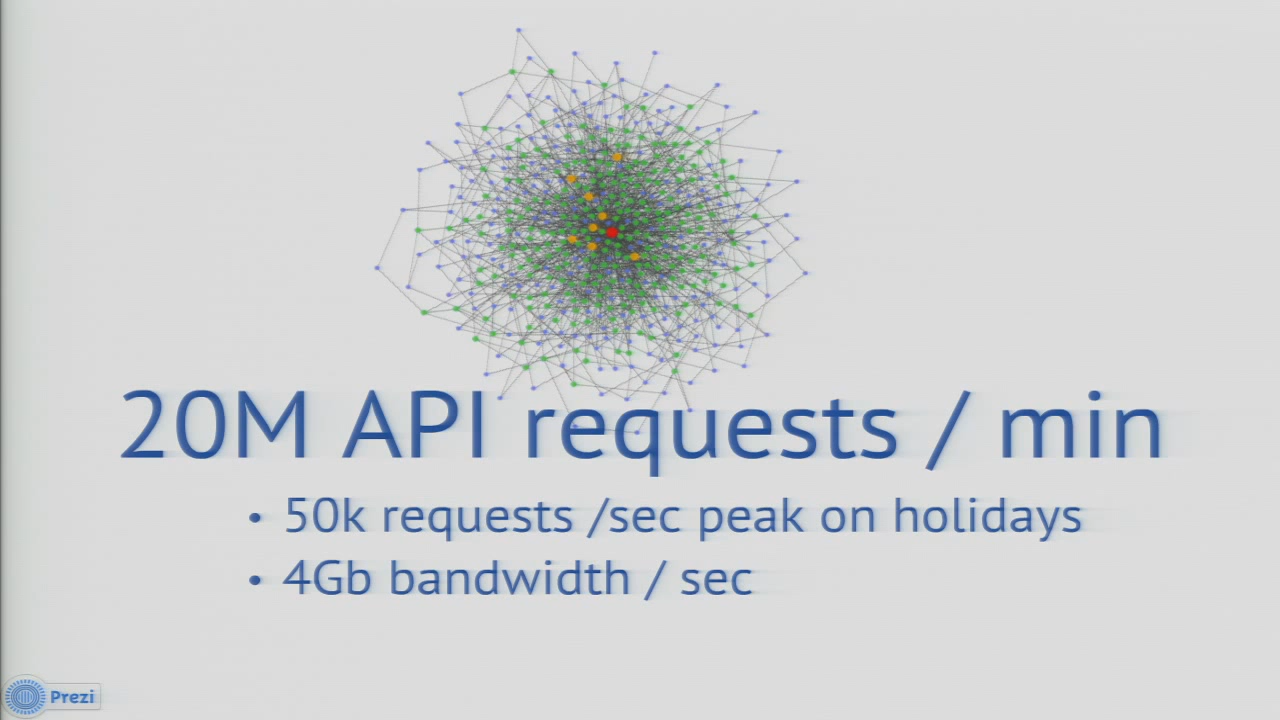 20M API requests / min
• 50k requests /sec peak on holidays
• 4Gb bandwidth / sec
Prezi